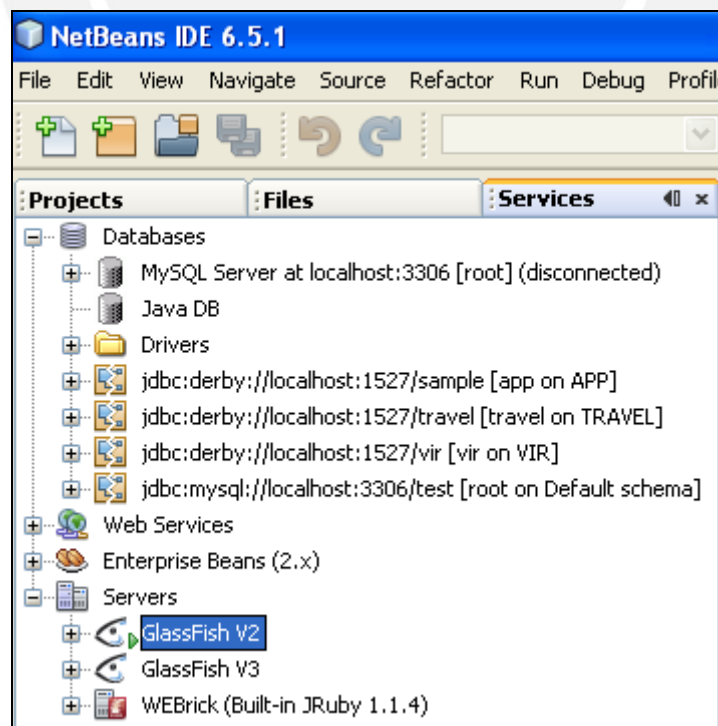 NetBeans IDE 6.5.1
File Edit View Navigate Source Refactor Run Debug Profil
Projects Files Services
Databases
MySQL Server at localhost:3306 [root] (disconnected)
Java DB
Drivers
jdbc:derby://localhost:1527/sample [app on APP]
jdbc:derby://localhost:1527/travel [travel on TRAVEL]
jdbc:derby://localhost:1527/vir [vir on VIR]
jdbc:mysql://localhost:3306/test [root on Default schema]
Web Services
Enterprise Beans (2.x)
Servers
GlassFish V2
GlassFish V3
WEBrick (Built-in JRuby 1.1.4)